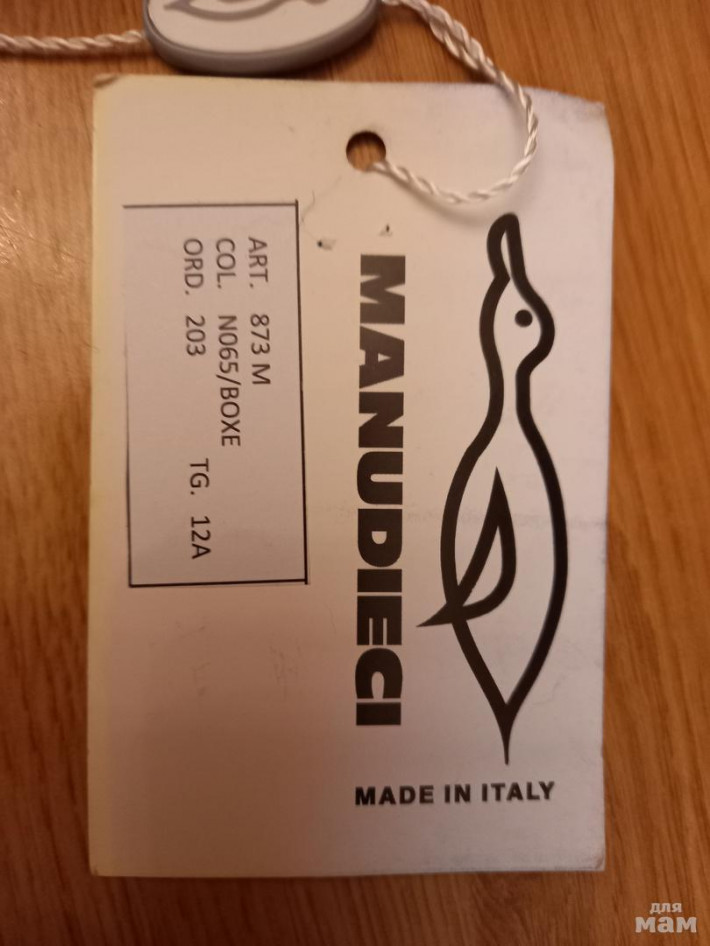 MANUDIECI
MADE IN ITALY
ART. 873 M
COL. N065/BOXE
ORD. 203 TG. 12A
для
мам